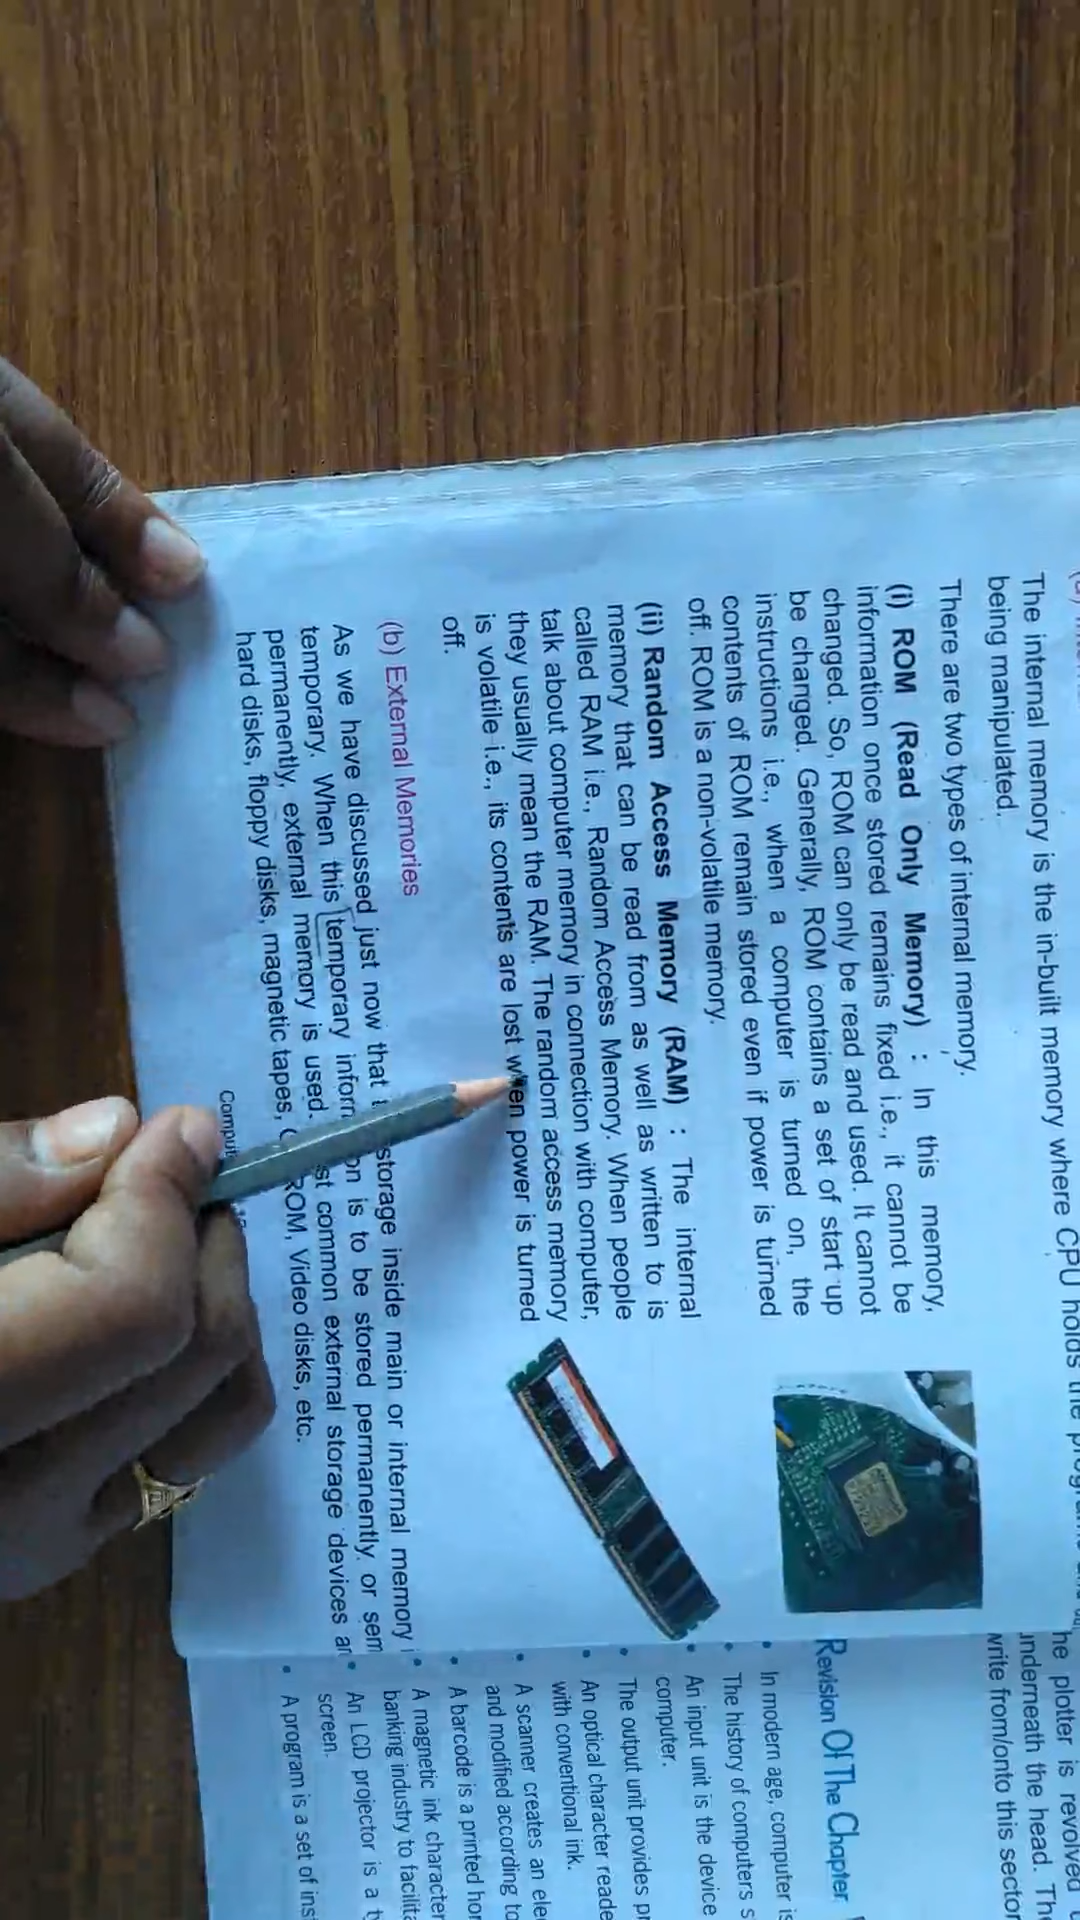 The internal memory is the in-built memory where CPU holds the
being manipulated.
There are two types of internal memory.
(i) ROM (Read Only Memory) : In this memory,
information once stored remains fixed i.e., it cannot be
changed. So, ROM can only be read and used. It cannot
be changed. Generally, ROM contains a set of start up
instructions i.e., when a computer is turned on, the
contents of ROM remain stored even if power is turned
off. ROM is a non-volatile memory.
(ii) Random Access Memory (RAM) : The internal
memory that can be read from as well as written to is
called RAM i.e., Random Access Memory. When people
talk about computer memory in connection with computer,
they usually mean the RAM. The random access memory
is volatile i.e., its contents are lost when power is turned
off.
(b) External Memories
As we have discussed just now that storage inside main or internal memory
temporary. When this temporary is to be stored permanently or
permanently, external memory is used. common external storage devices
hard disks, floppy disks, magnetic tapes, ROM, Video disks, etc.
plotter is revolved
underneath the head.
write from/onto this sector
Revision Of The Chapter
• In modern age, computer
• The history of computers
• An input unit is the device
computer.
• The output unit provides
• An optical character
with conventional ink.
• A scanner creates an
and modified according
• A barcode is a printed
• A magnetic ink character
banking industry to
• An LCD projector is a
screen.
• A program is a set of